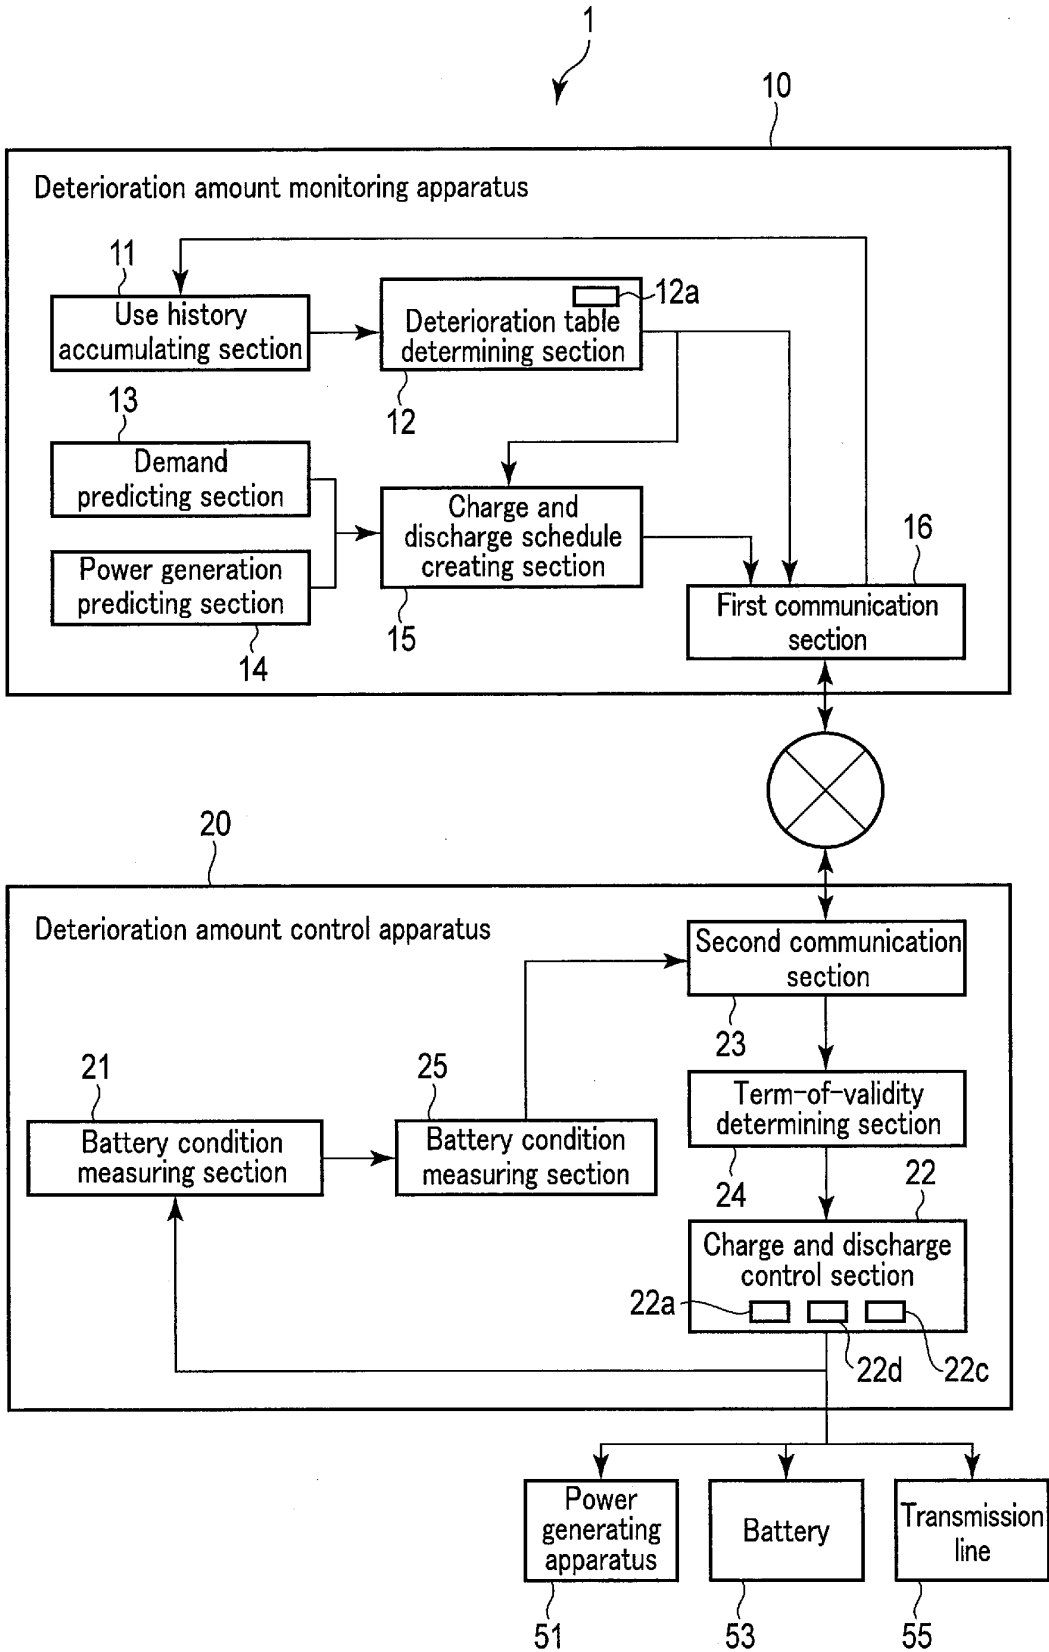 1
10
Deterioration amount monitoring apparatus
11
Use history
accumulating section
12a
Deterioration table
determining section
12
13
Demand
predicting section
Charge and
discharge schedule
creating section
15
Power generation
predicting section
14
16
First communication
section
20
Deterioration amount control apparatus
Second communication
section
23
21
Battery condition
measuring section
25
Battery condition
measuring section
Term-of-validity
determining section
24
22
Charge and discharge
control section
22a
22d
22c
Power
generating
apparatus
51
Battery
53
Transmission
line
55